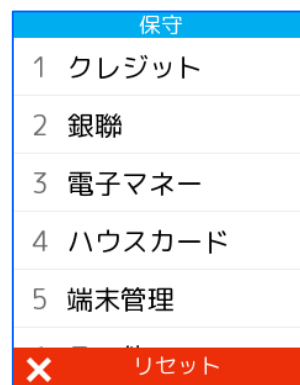 保守
1 クレジット
2 銀聯
3 電子マネー
4 ハウスカード
5 端末管理
リセット